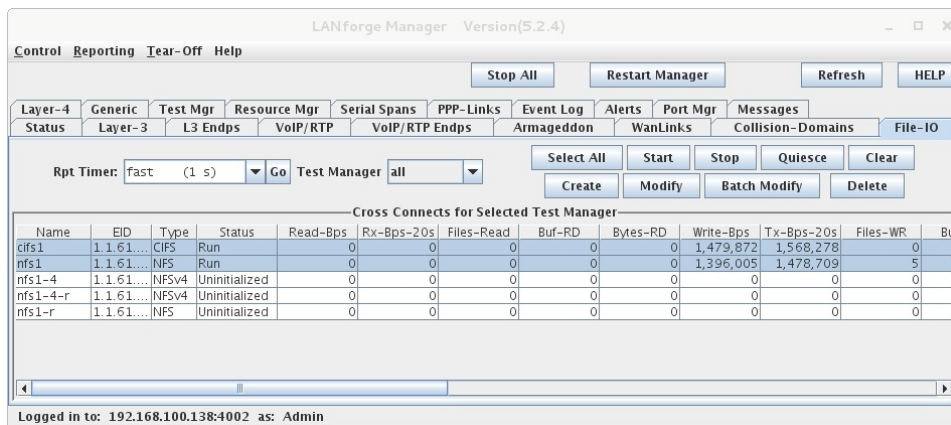 LANforge Manager Version(5.2.4)
Control Reporting Tear-Off Help
Stop All Restart Manager Refresh HELP
Layer-4 Generic Test Mgr Resource Mgr Serial Spans PPP-Links Event Log Alerts Port Mgr Messages
Status Layer-3 L3 Endps VoIP/RTP VoIP/RTP Endps Armageddon WanLinks Collision-Domains File-IO
Select All Start Stop Quiesce Clear
Rpt Timer: fast (1 s) Go Test Manager all
Create Modify Batch Modify Delete
Cross Connects for Selected Test Manager
Name EID Type Status Read-Bps Rx-Bps-20s Files-Read Buf-RD Bytes-RD Write-Bps Tx-Bps-20s Files-WR Bu
cifs1 1.1.61.... CIFS Run 0 0 0 0 0 1,479,872 1,568,278 0
nfs1 1.1.61.... NFS Run 0 0 0 0 0 1,396,005 1,478,709 5
nfs1-4 1.1.61.... NFSv4 Uninitialized 0 0 0 0 0 0 0 0
nfs1-4-r 1.1.61.... NFSv4 Uninitialized 0 0 0 0 0 0 0 0
nfs1-r 1.1.61.... NFS Uninitialized 0 0 0 0 0 0 0 0
Logged in to: 192.168.100.138:4002 as: Admin